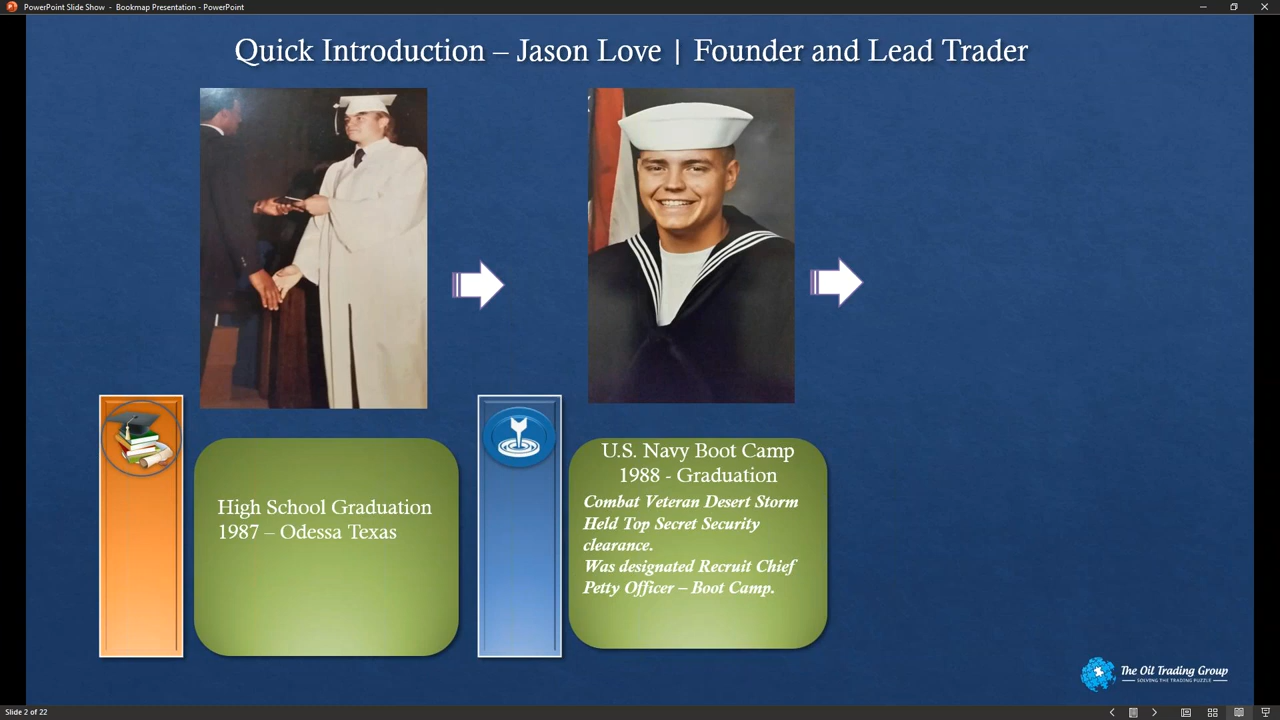 PowerPoint Slide Show - Bookmap Presentation - PowerPoint
Quick Introduction – Jason Love | Founder and Lead Trader
High School Graduation
1987 – Odessa Texas
U.S. Navy Boot Camp
1988 - Graduation
Combat Veteran Desert Storm
Held Top Secret Security
clearance.
Was designated Recruit Chief
Petty Officer – Boot Camp.
The Oil Trading Group
SOLVING THE TRADING PUZZLE
Slide 2 of 22